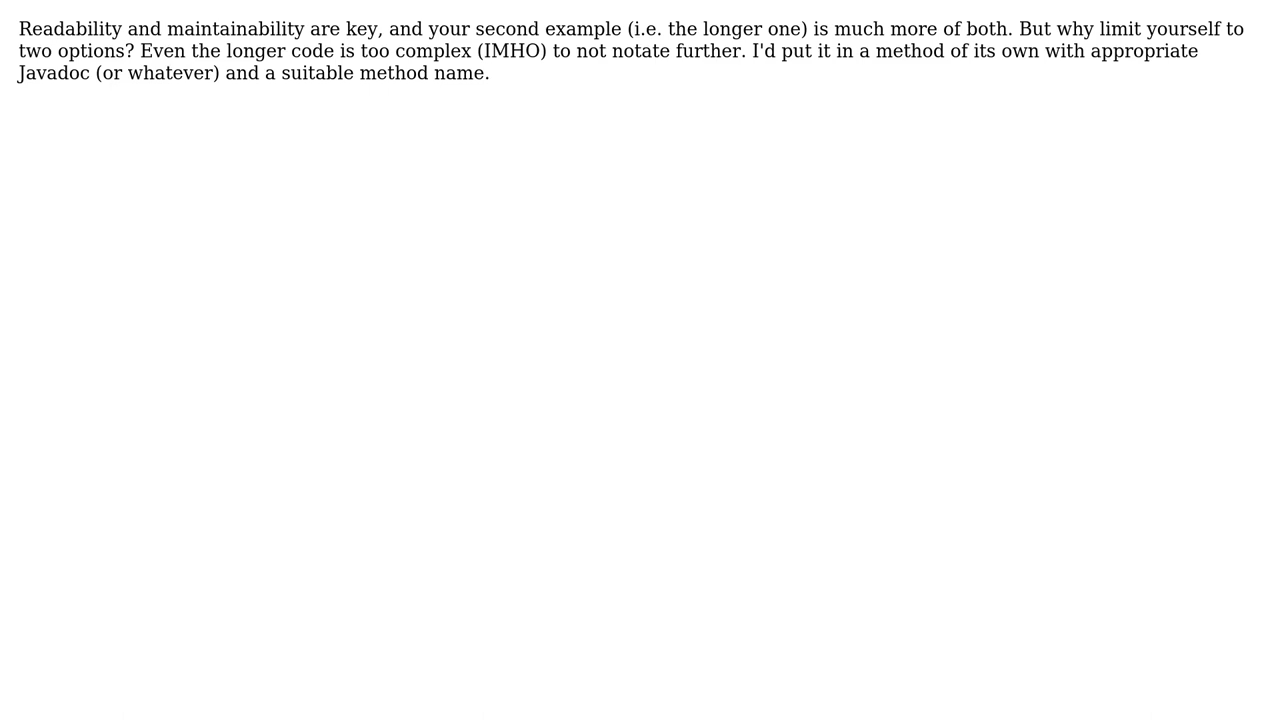 Readability and maintainability are key, and your second example (i.e. the longer one) is much more of both. But why limit yourself to
two options? Even the longer code is too complex (IMHO) to not notate further. I'd put it in a method of its own with appropriate
Javadoc (or whatever) and a suitable method name.